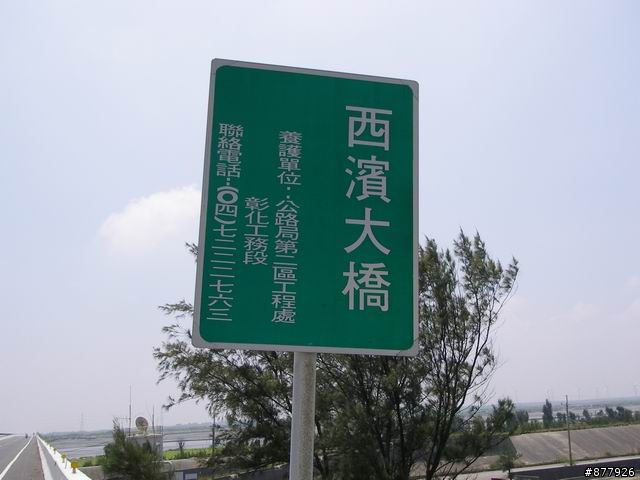 西濱大橋
養護單位：公路局第二區工程處
彰化工務段
聯絡電話：(〇四)七二二二七六三
#877926